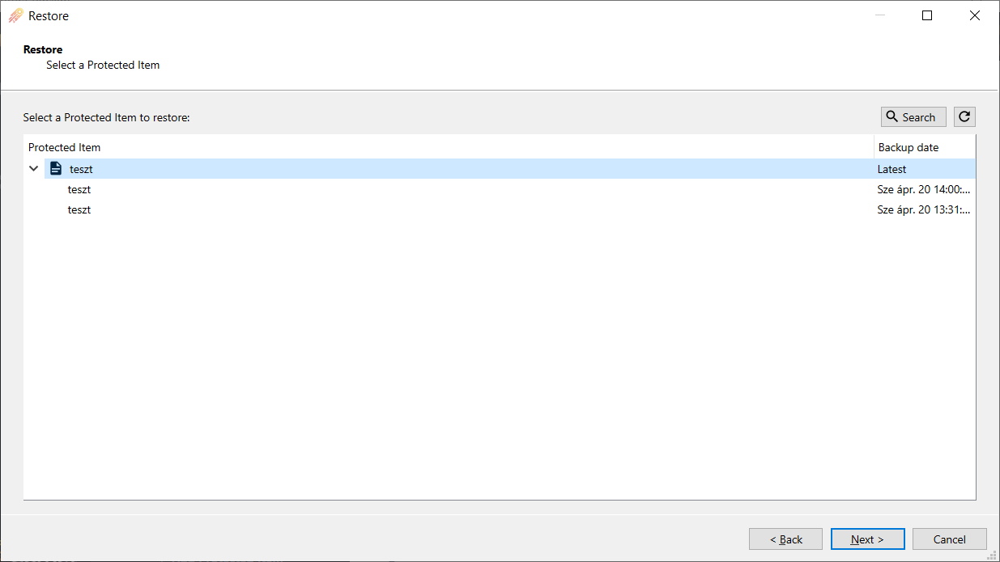 Restore
Restore
Select a Protected Item
Select a Protected Item to restore:
Search
Protected Item Backup date
teszt Latest
teszt Sze ápr. 20 14:00:...
teszt Sze ápr. 20 13:31:...
< Back Next > Cancel